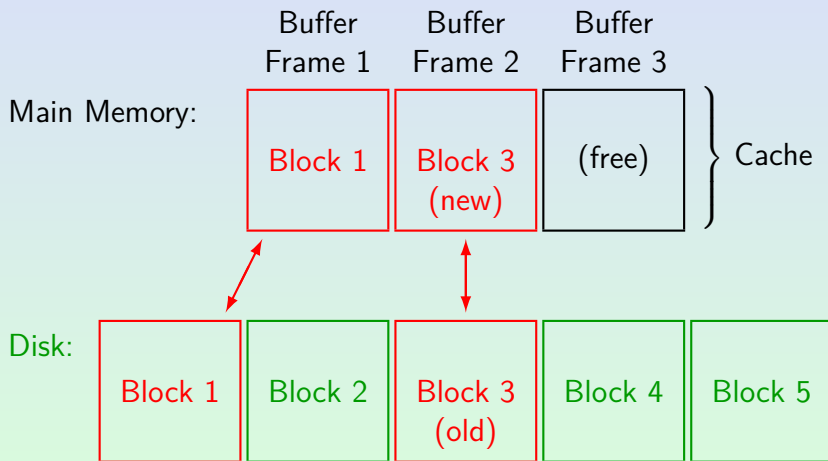 Buffer Buffer Buffer
Frame 1 Frame 2 Frame 3
Main Memory:
Block 1 Block 3 (free) Cache
(new)
Disk:
Block 1 Block 2 Block 3 Block 4 Block 5
(old)